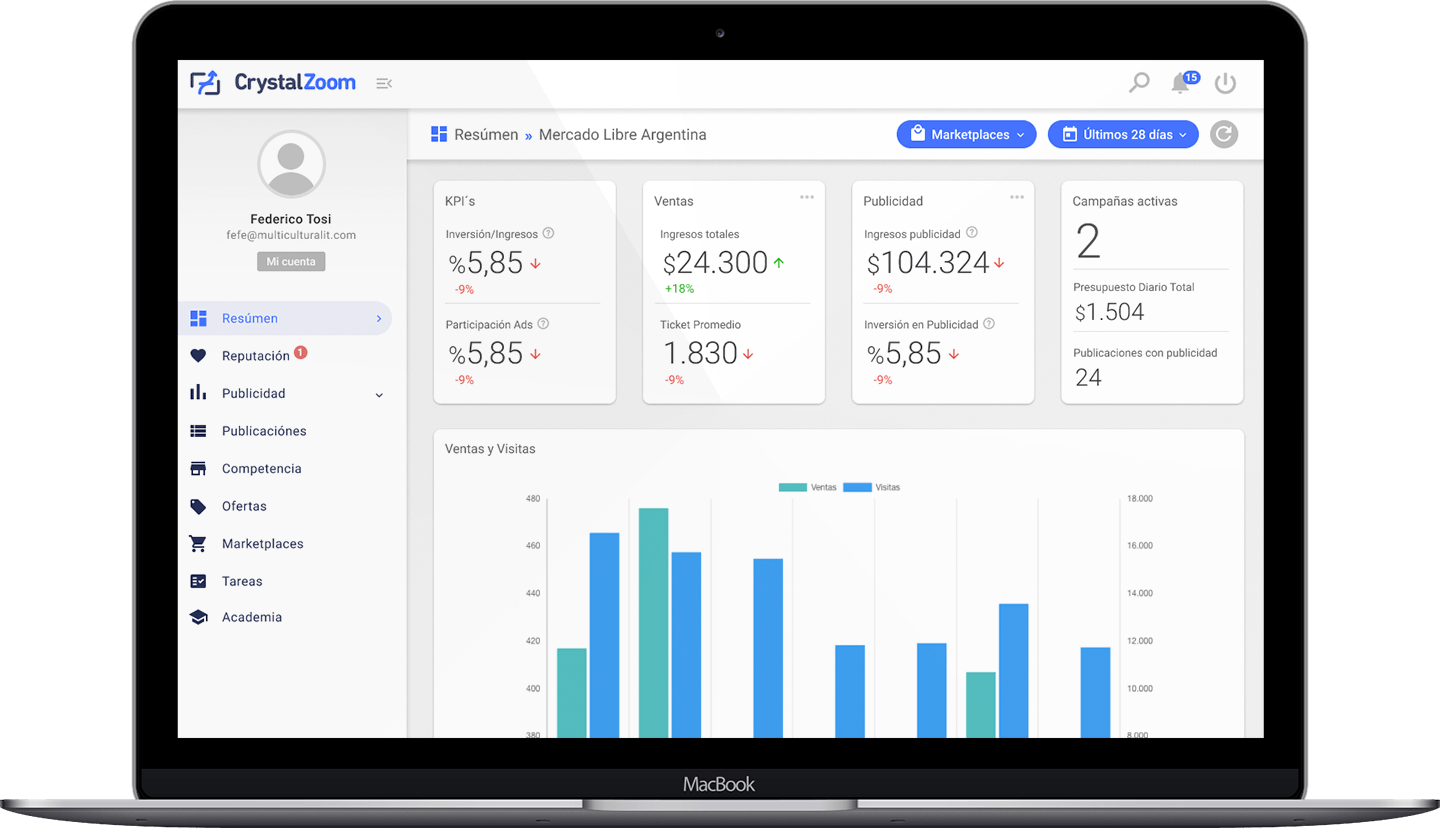 CrystalZoom
15
Federico Tosi
fefe@multiculturalit.com
Mi cuenta
Resúmen
Reputación 1
Publicidad
Publicaciónes
Competencia
Ofertas
Marketplaces
Tareas
Academia
Resúmen » Mercado Libre Argentina
Marketplaces
Últimos 28 días
KPI´s
Inversión/Ingresos ?
%5,85
-9%
Participación Ads ?
%5,85
-9%
Ventas
Ingresos totales
$24.300
+18%
Ticket Promedio
1.830
-9%
Publicidad
Ingresos publicidad ?
$104.324
-9%
Inversión en Publicidad ?
%5,85
-9%
Campañas activas
2
Presupuesto Diario Total
$1.504
Publicaciones con publicidad
24
Ventas y Visitas
Ventas Visitas
480 18.000
460 16.000
440 14.000
420 12.000
400 10.000
380 8.000
MacBook